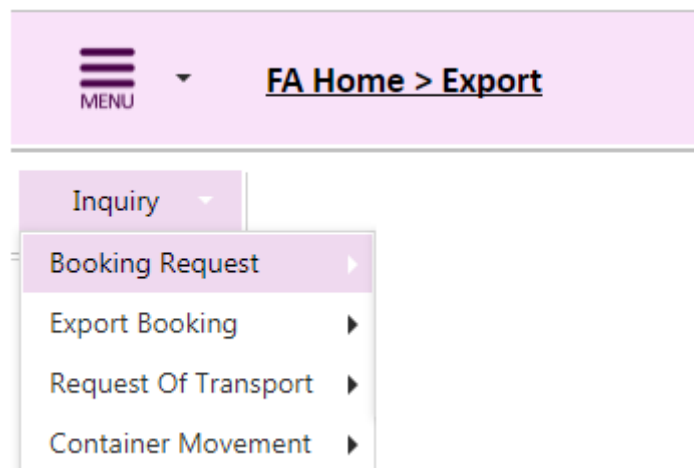 MENU
FA Home > Export
Inquiry
Booking Request
Export Booking
Request Of Transport
Container Movement